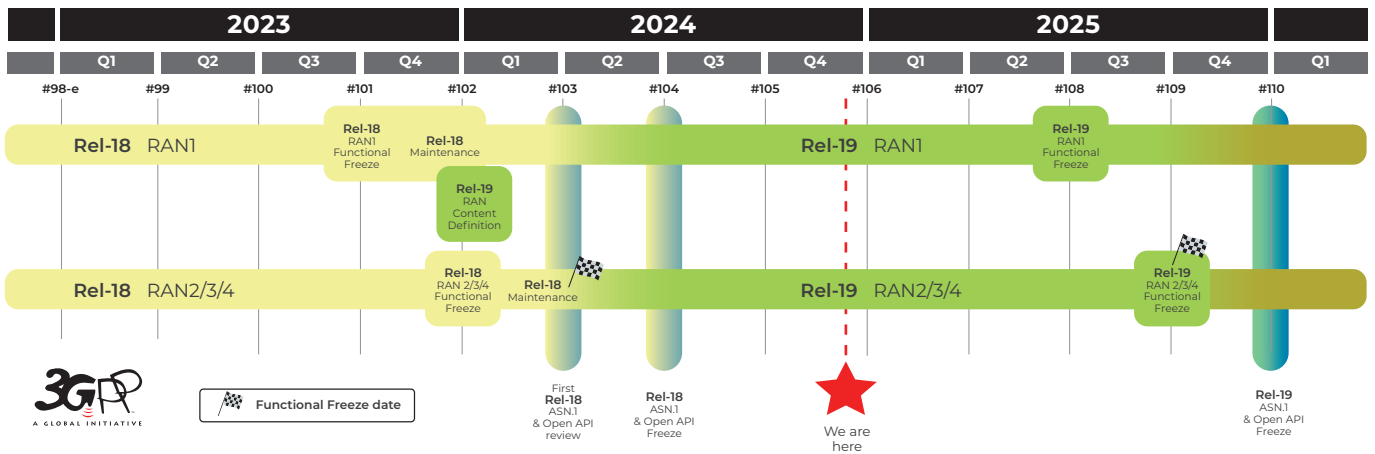 2023
2024
2025
Q1
Q2
Q3
Q4
Q1
Q2
Q3
Q4
Q1
Q2
Q3
Q4
Q1
#98-e
#99
#100
#101
#102
#103
#104
#105
#106
#107
#108
#109
#110
Rel-18 RAN1
Rel-18
RAN1
Functional
Freeze
Rel-18
Maintenance
Rel-19 RAN1
Rel-19
RAN1
Functional
Freeze
Rel-19
RAN
Content
Definition
Rel-18 RAN2/3/4
Rel-18
RAN 2/3/4
Functional
Freeze
Rel-18
Maintenance
Rel-19 RAN2/3/4
Rel-19
RAN 2/3/4
Functional
Freeze
3GPP
A GLOBAL INITIATIVE
Functional Freeze date
First
Rel-18
ASN.1
& Open API
review
Rel-18
ASN.1
& Open API
Freeze
We are
here
Rel-19
ASN.1
& Open API
Freeze